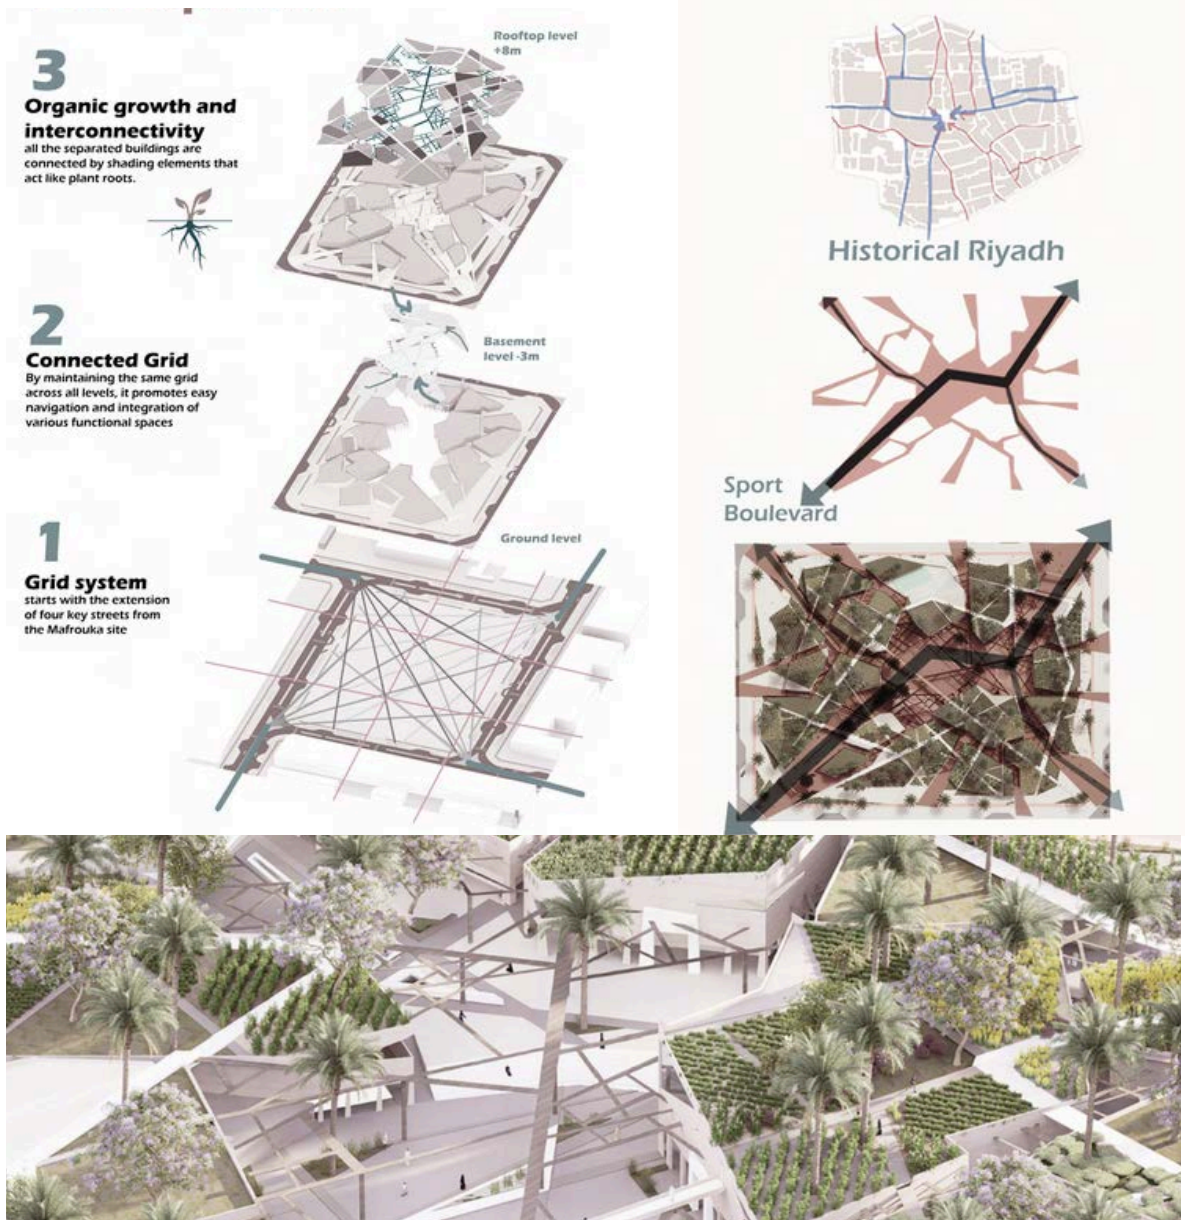 3
Organic growth and
interconnectivity
all the separated buildings are
connected by shading elements that
act like plant roots.
Rooftop level
+8m
2
Connected Grid
By maintaining the same grid
across all levels, it promotes easy
navigation and integration of
various functional spaces
Basement
level -3m
1
Grid system
starts with the extension
of four key streets from
the Mafrouka site
Ground level
Historical Riyadh
Sport
Boulevard